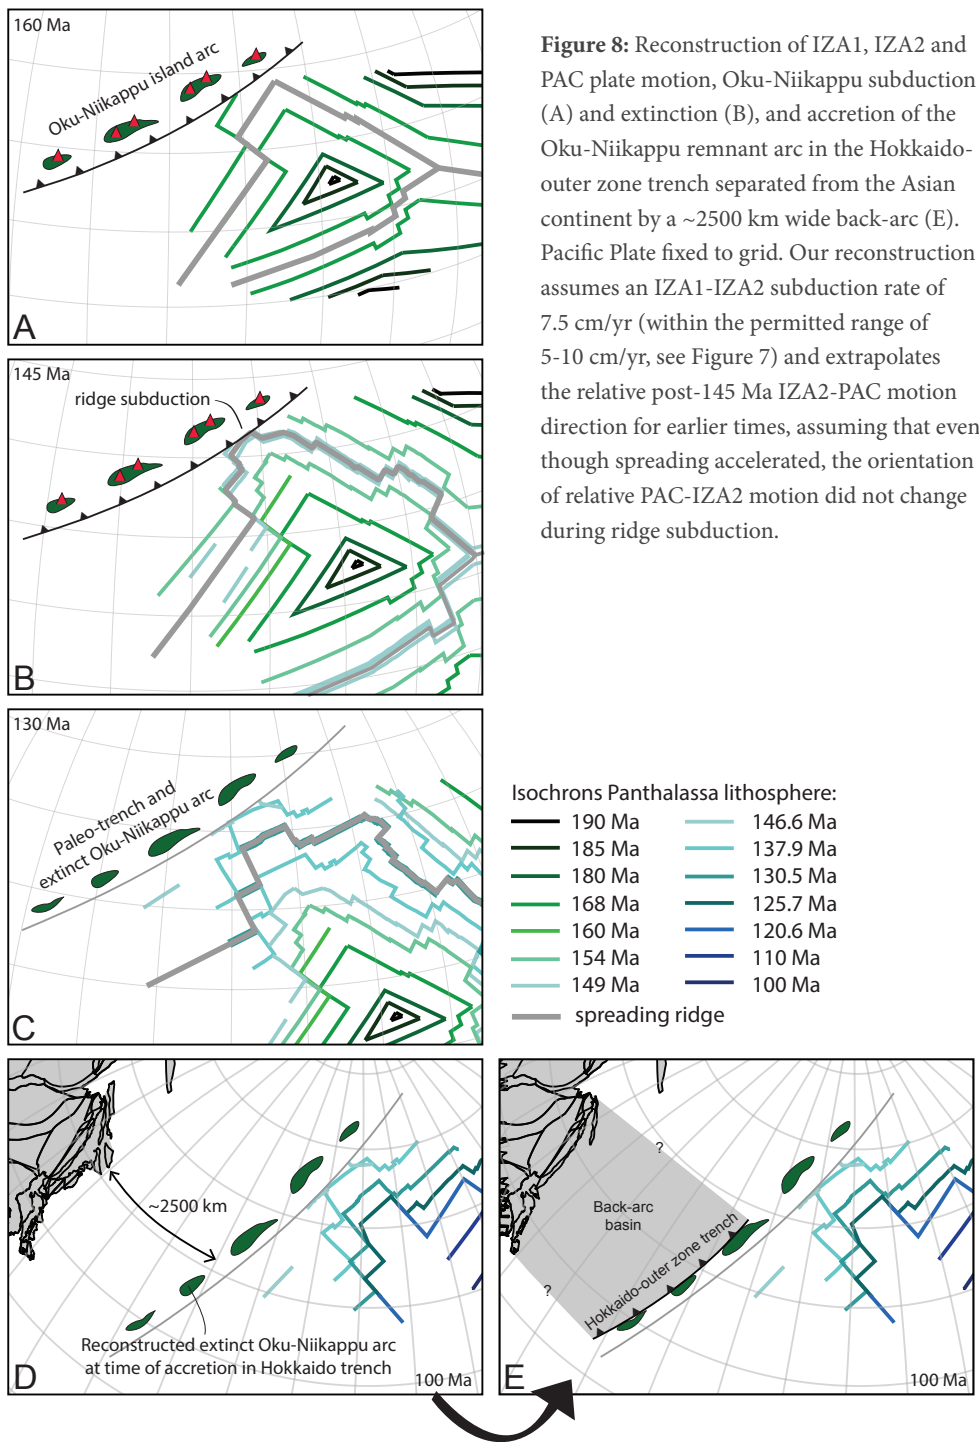 160 Ma
Oku-Niikappu island arc
A
Figure 8: Reconstruction of IZA1, IZA2 and
PAC plate motion, Oku-Niikappu subduction
(A) and extinction (B), and accretion of the
Oku-Niikappu remnant arc in the Hokkaido-
outer zone trench separated from the Asian
continent by a ~2500 km wide back-arc (E).
Pacific Plate fixed to grid. Our reconstruction
assumes an IZA1-IZA2 subduction rate of
7.5 cm/yr (within the permitted range of
5-10 cm/yr, see Figure 7) and extrapolates
the relative post-145 Ma IZA2-PAC motion
direction for earlier times, assuming that even
though spreading accelerated, the orientation
of relative PAC-IZA2 motion did not change
during ridge subduction.
145 Ma
ridge subduction
B
130 Ma
Paleo-trench and
extinct Oku-Niikappu arc
C
Isochrons Panthalassa lithosphere:
190 Ma
185 Ma
180 Ma
168 Ma
160 Ma
154 Ma
149 Ma
146.6 Ma
137.9 Ma
130.5 Ma
125.7 Ma
120.6 Ma
110 Ma
100 Ma
spreading ridge
~2500 km
Reconstructed extinct Oku-Niikappu arc
at time of accretion in Hokkaido trench
D
100 Ma
?
Back-arc
basin
Hokkaido-outer zone trench
?
E
100 Ma